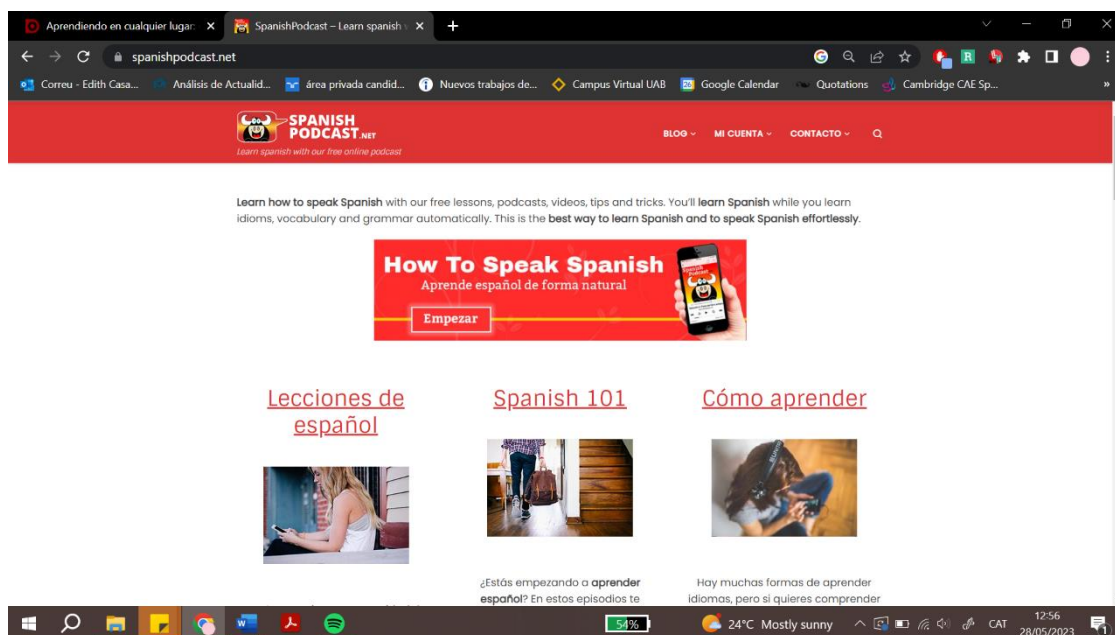 Aprendiendo en cualquier lugar:
SpanishPodcast – Learn spanish
spanishpodcast.net
Correu - Edith Casa...
Análisis de Actualid...
área privada candid...
Nuevos trabajos de...
Campus Virtual UAB
Google Calendar
Quotations
Cambridge CAE Sp...
SPANISH
PODCAST.NET
Learn spanish with our free online podcast
BLOG
MI CUENTA
CONTACTO
Learn how to speak Spanish with our free lessons, podcasts, videos, tips and tricks. You'll learn Spanish while you learn
idioms, vocabulary and grammar automatically. This is the best way to learn Spanish and to speak Spanish effortlessly.
How To Speak Spanish
Aprende español de forma natural
Empezar
Lecciones de
español
Spanish 101
Cómo aprender
¿Estás empezando a aprender
español? En estos episodios te
Hay muchas formas de aprender
idiomas, pero si quieres comprender
54%
24°C Mostly sunny
CAT
12:56
28/05/2023